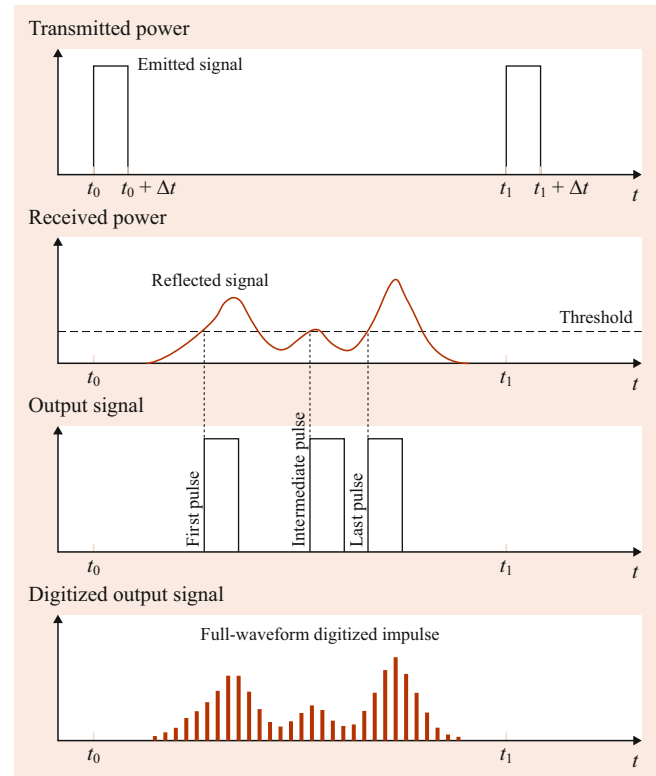 Transmitted power
Emitted signal
t0 t0 + Δt t1 t1 + Δt t
Received power
Reflected signal
Threshold
t0 t1 t
Output signal
First pulse
Intermediate pulse
Last pulse
t0 t1 t
Digitized output signal
Full-waveform digitized impulse
t0 t1 t